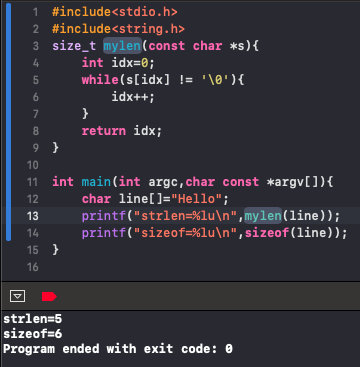 1 #include<stdio.h>
2 #include<string.h>
3 size_t mylen(const char *s){
4     int idx=0;
5     while(s[idx] != '\0'){
6         idx++;
7     }
8     return idx;
9 }
10
11 int main(int argc,char const *argv[]){
12     char line[]="Hello";
13     printf("strlen=%lu\n",mylen(line));
14     printf("sizeof=%lu\n",sizeof(line));
15 }
16
strlen=5
sizeof=6
Program ended with exit code: 0